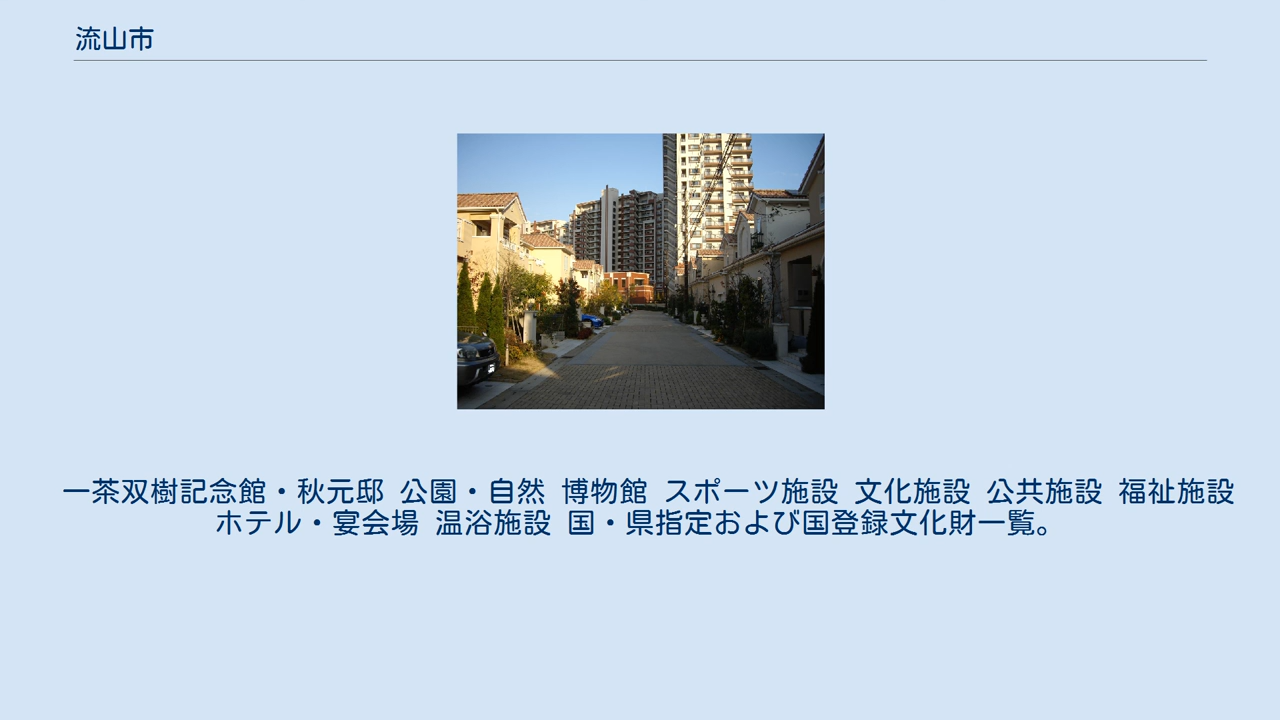 流山市
一茶双樹記念館・秋元邸 公園・自然 博物館 スポーツ施設 文化施設 公共施設 福祉施設
ホテル・宴会場 温浴施設 国・県指定および国登録文化財一覧。